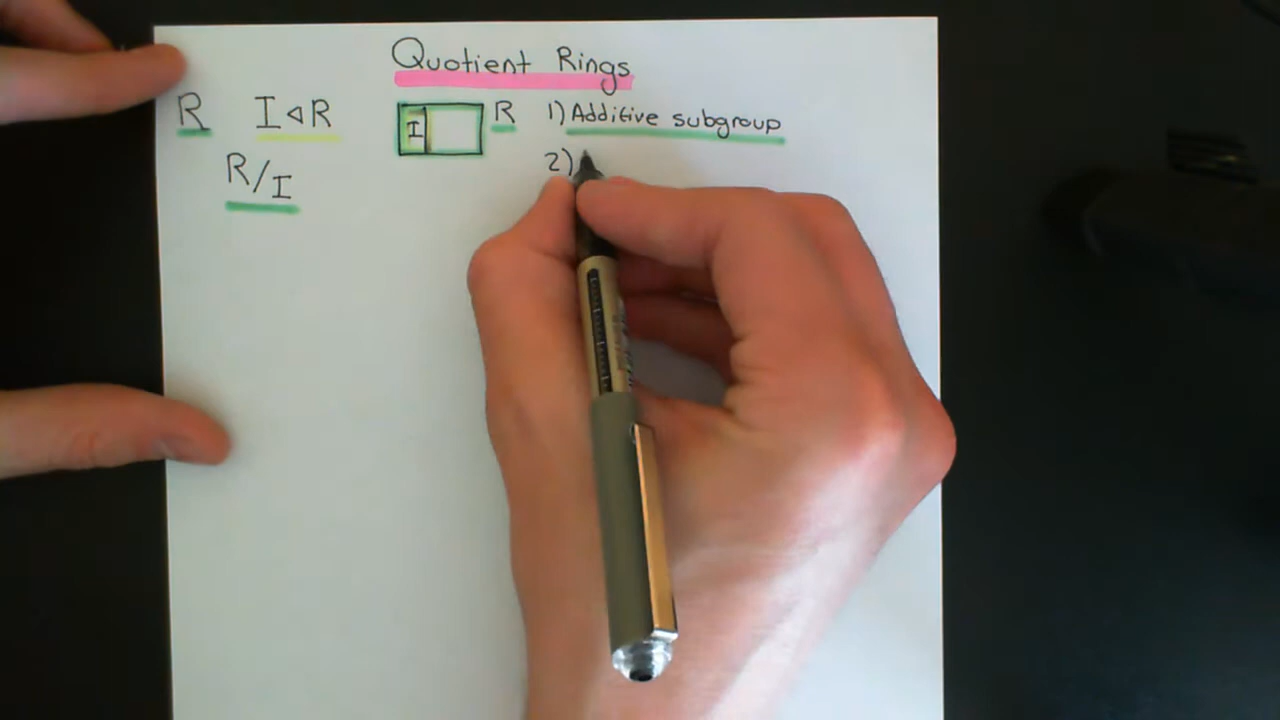 Quotient Rings
R I ◁ R I R 1) Additive subgroup
R/I 2)